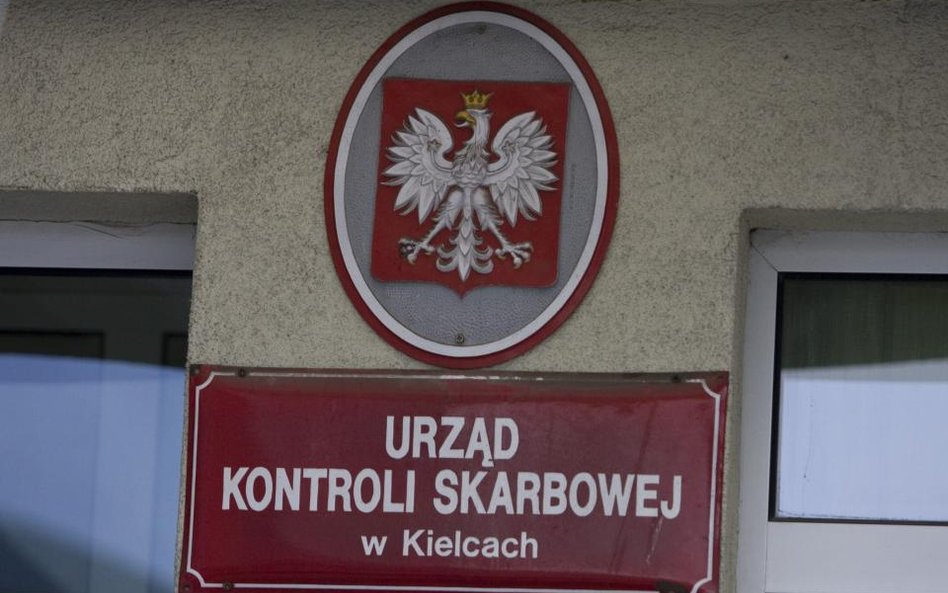 URZĄD
KONTROLI SKARBOWEJ
w Kielcach